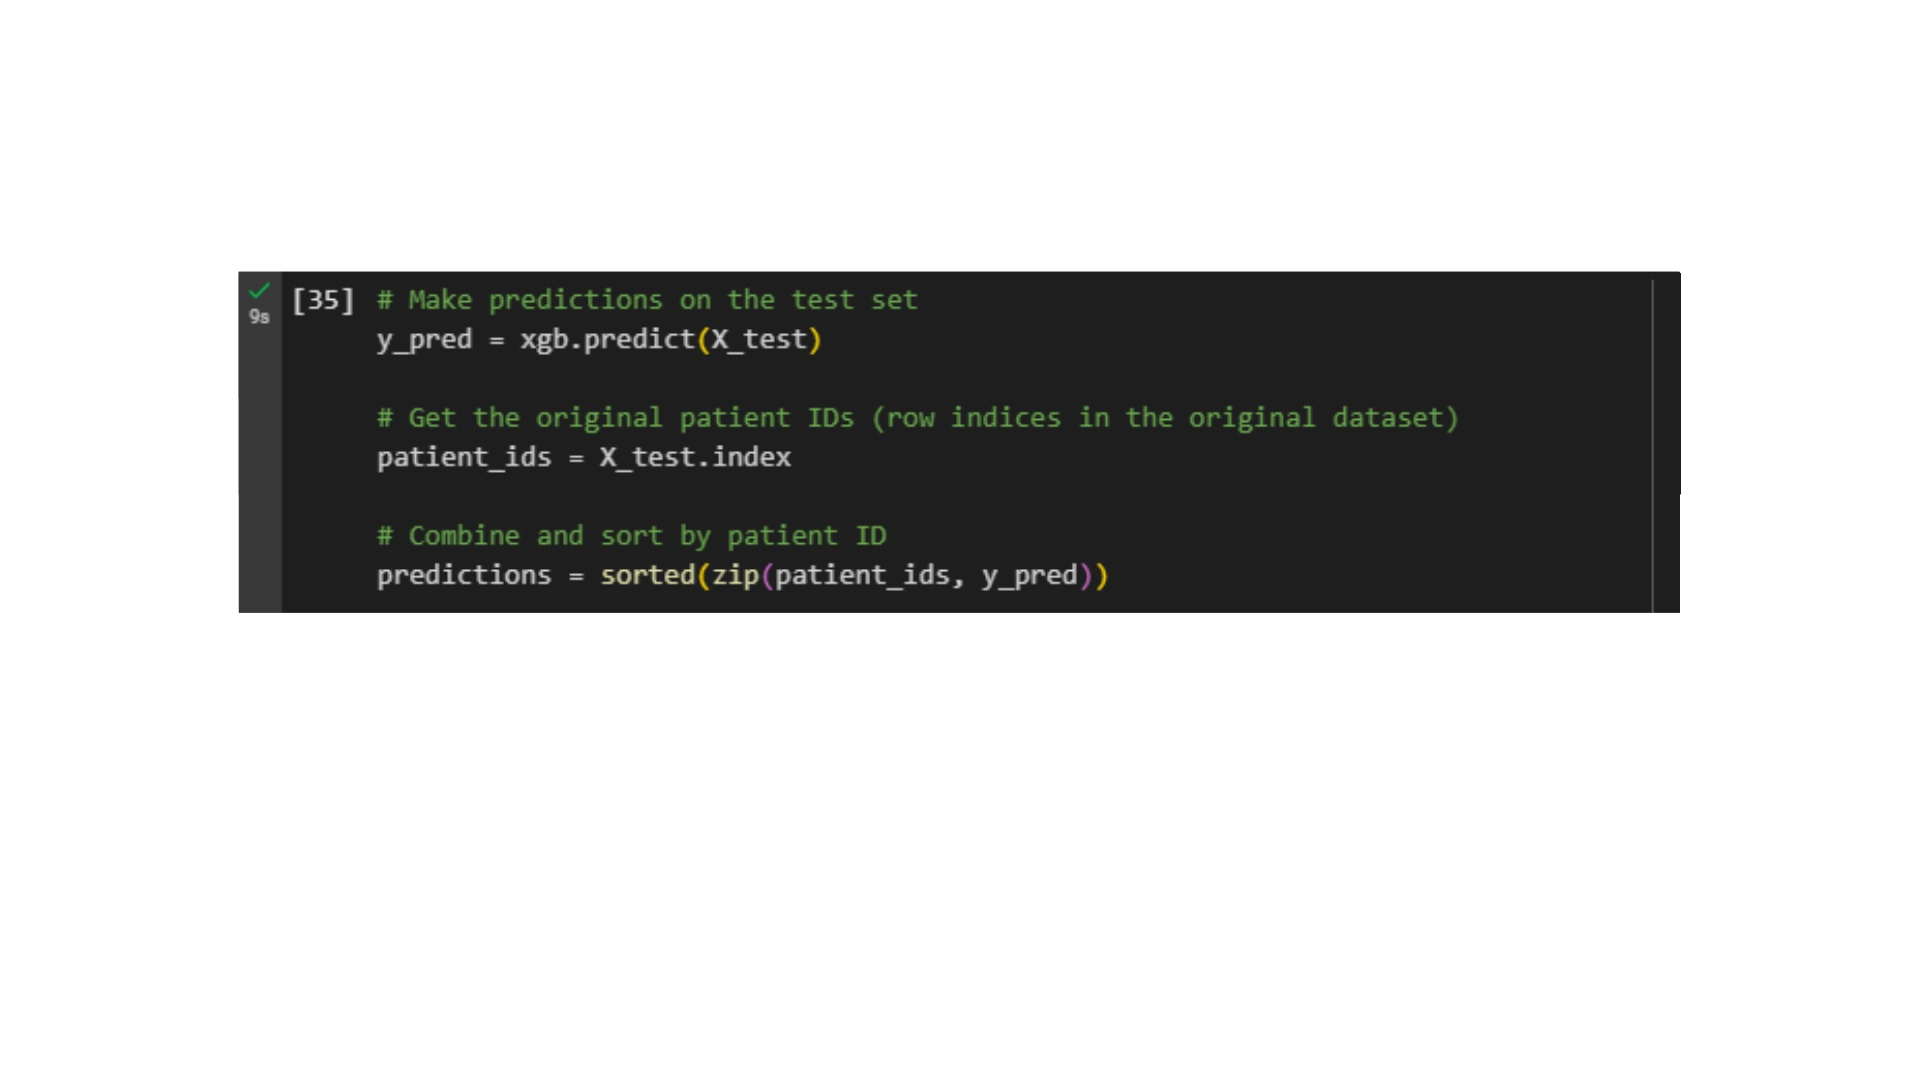 [35] # Make predictions on the test set
9s
y_pred = xgb.predict(X_test)
# Get the original patient IDs (row indices in the original dataset)
patient_ids = X_test.index
# Combine and sort by patient ID
predictions = sorted(zip(patient_ids, y_pred))